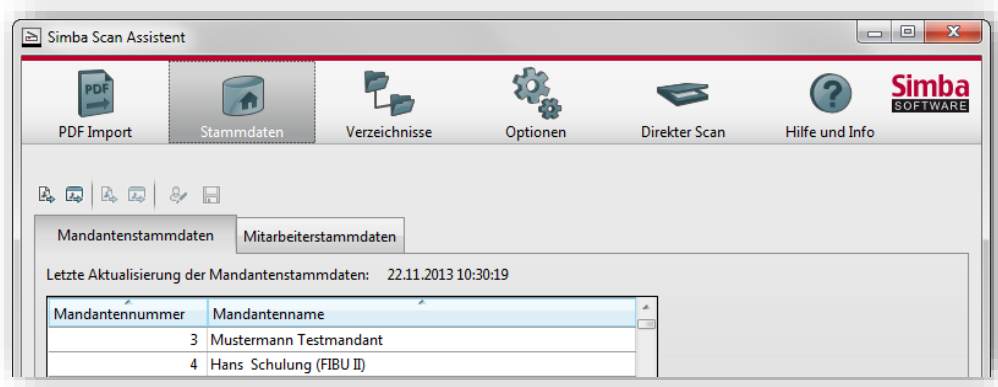 Simba Scan Assistent
PDF
PDF Import
Stammdaten
Verzeichnisse
Optionen
Direkter Scan
Hilfe und Info
Simba
SOFTWARE
Mandantenstammdaten
Mitarbeiterstammdaten
Letzte Aktualisierung der Mandantenstammdaten: 22.11.2013 10:30:19
Mandantennummer Mandantenname
3 Mustermann Testmandant
4 Hans Schulung (FIBU II)